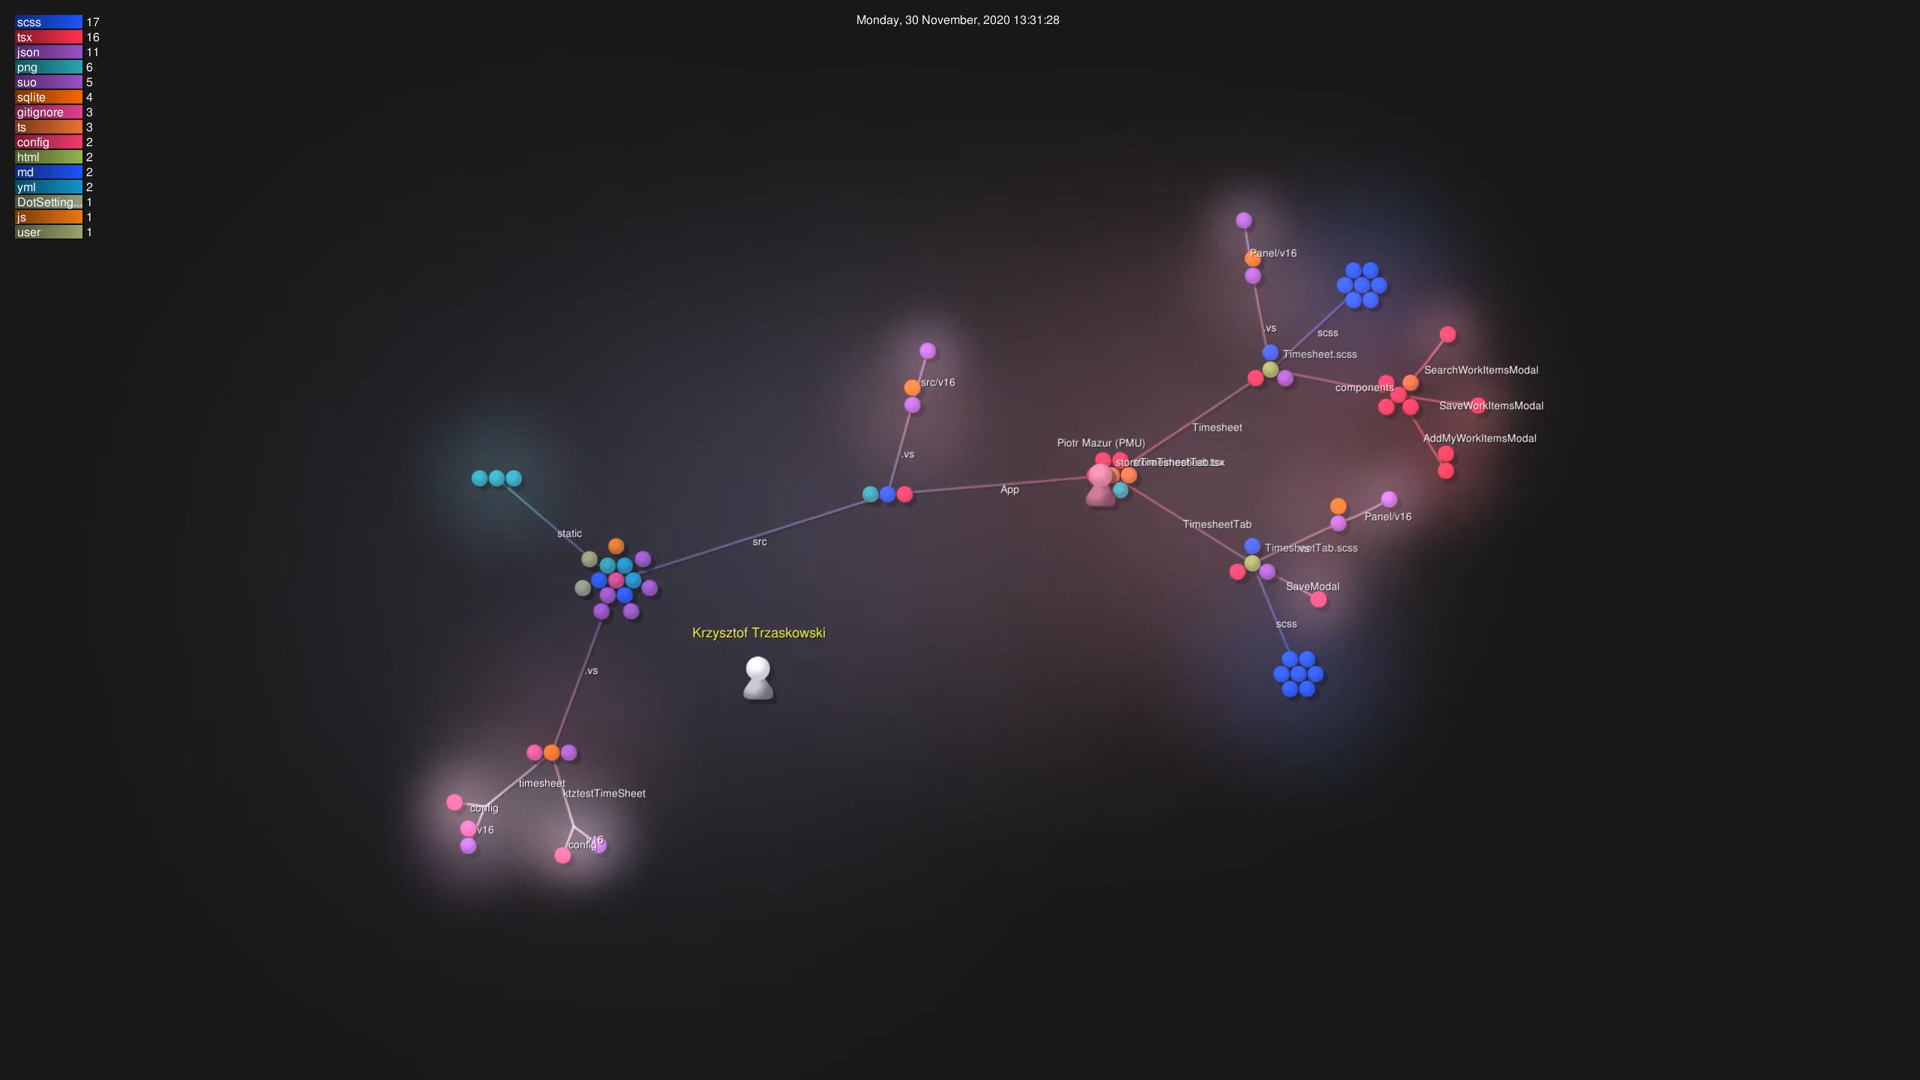 Monday, 30 November, 2020 13:31:28
scss 17
tsx 16
json 11
png 6
suo 5
sqlite 4
gitignore 3
ts 3
config 2
html 2
md 2
yml 2
DotSetting... 1
js 1
user 1
Panel/v16
.vs
scss
Timesheet.scss
SearchWorkItemsModal
components
SaveWorkItemsModal
AddMyWorkItemsModal
src/v16
.vs
Timesheet
Piotr Mazur (PMU)
App
Panel/v16
TimesheetTab
static
src
TimesheetTab.scss
SaveModal
scss
Krzysztof Trzaskowski
.vs
timesheet
ktztestTimeSheet
config
v16
v16
config